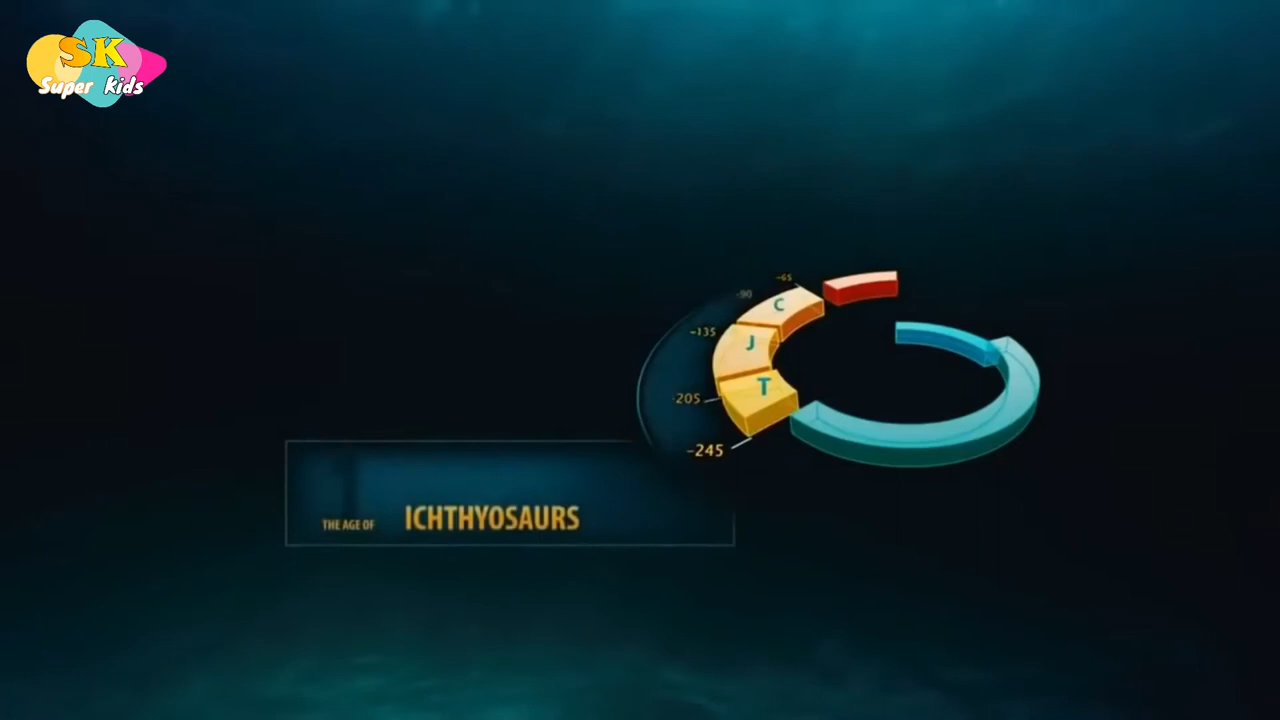 SK
Super Kids
-65
-90
C
-135
J
T
-205
-245
THE AGE OF ICHTHYOSAURS